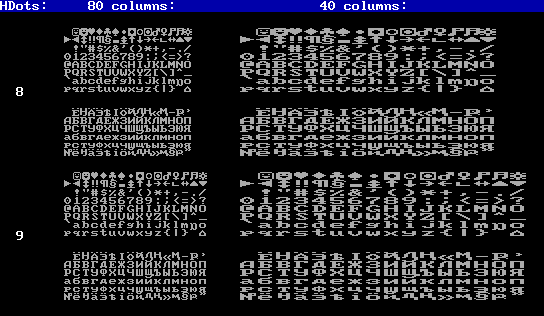 HDots: 80 columns: 40 columns:
☺☻♥♦♣♠•◘○◙♂♀♪♫☼ ☺☻♥♦♣♠•◘○◙♂♀♪♫☼
►◄↕‼¶§▬↨↑↓→←∟↔▲▼ ►◄↕‼¶§▬↨↑↓→←∟↔▲▼
!"#$%&'()*+,-./ !"#$%&'()*+,-./
0123456789:;<=>? 0123456789:;<=>?
@ABCDEFGHIJKLMNO @ABCDEFGHIJKLMNO
PQRSTUVWXYZ[\]^_ PQRSTUVWXYZ[\]^_
`abcdefghijklmno `abcdefghijklmno
pqrstuvwxyz{|}~⌂ pqrstuvwxyz{|}~⌂
8
АБВГДЕЖЗИЙКЛМНОП АБВГДЕЖЗИЙКЛМНОП
РСТУФХЦЧШЩЪЫЬЭЮЯ РСТУФХЦЧШЩЪЫЬЭЮЯ
абвгдежзийклмноп абвгдежзийклмноп
рстуфхцчшщъыьэюя рстуфхцчшщъыьэюя
☺☻♥♦♣♠•◘○◙♂♀♪♫☼ ☺☻♥♦♣♠•◘○◙♂♀♪♫☼
►◄↕‼¶§▬↨↑↓→←∟↔▲▼ ►◄↕‼¶§▬↨↑↓→←∟↔▲▼
!"#$%&'()*+,-./ !"#$%&'()*+,-./
0123456789:;<=>? 0123456789:;<=>?
@ABCDEFGHIJKLMNO @ABCDEFGHIJKLMNO
PQRSTUVWXYZ[\]^_ PQRSTUVWXYZ[\]^_
`abcdefghijklmno `abcdefghijklmno
pqrstuvwxyz{|}~⌂ pqrstuvwxyz{|}~⌂
9
АБВГДЕЖЗИЙКЛМНОП АБВГДЕЖЗИЙКЛМНОП
РСТУФХЦЧШЩЪЫЬЭЮЯ РСТУФХЦЧШЩЪЫЬЭЮЯ
абвгдежзийклмноп абвгдежзийклмноп
рстуфхцчшщъыьэюя рстуфхцчшщъыьэюя